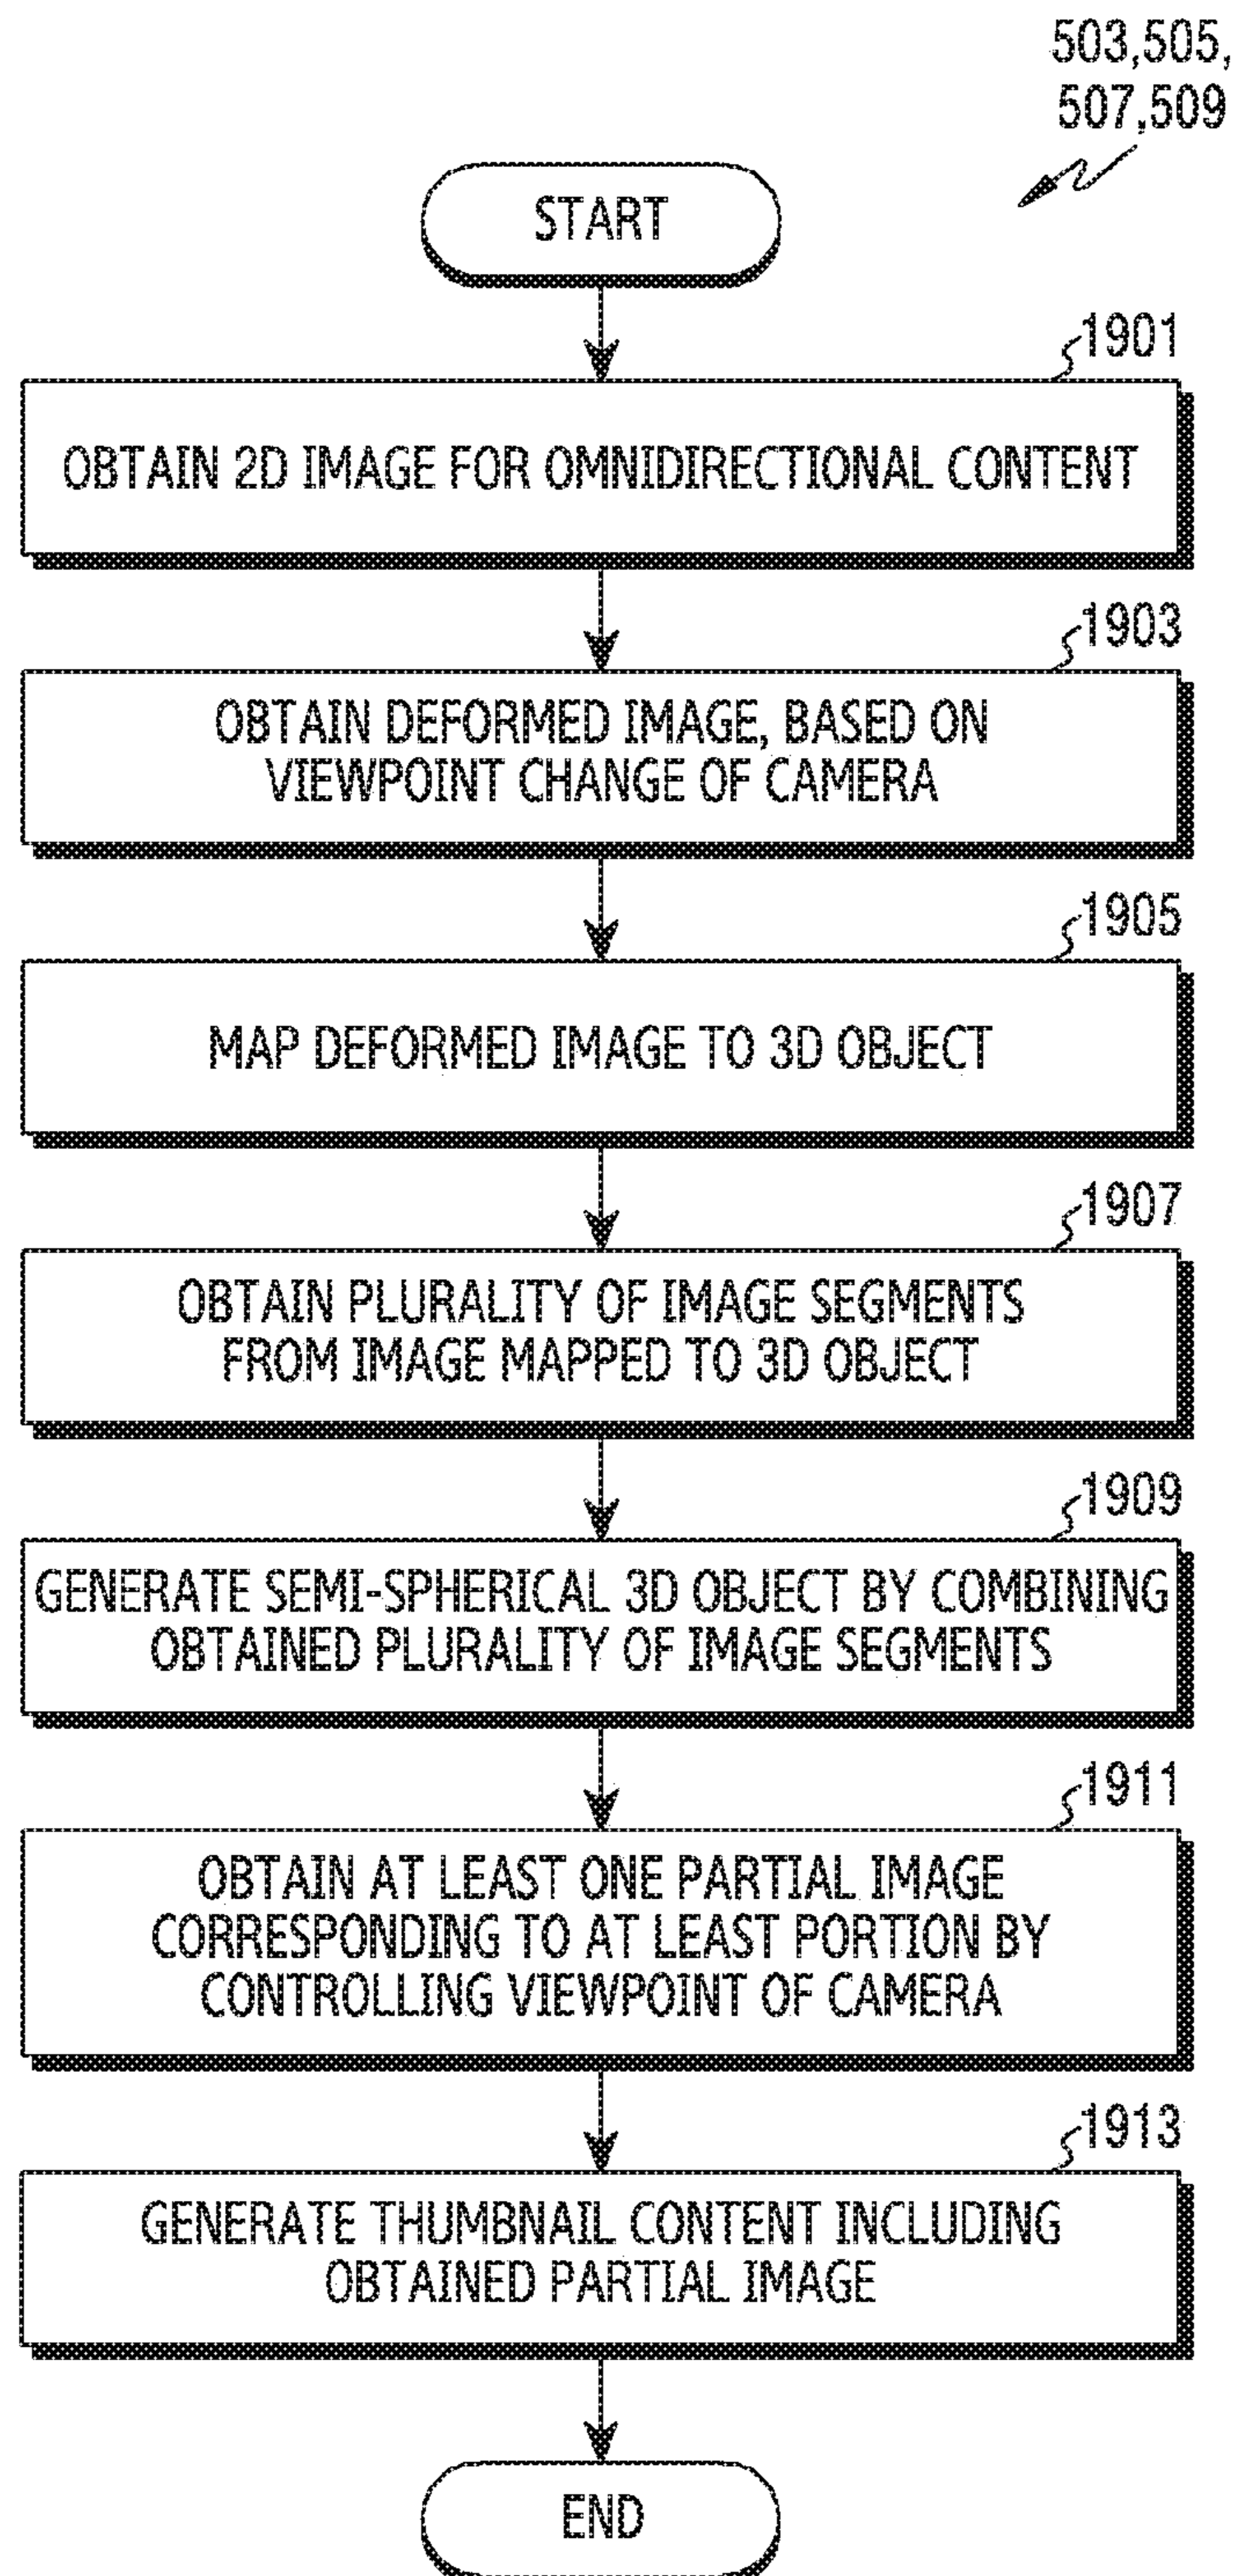 503,505,
507,509
START
1901
OBTAIN 2D IMAGE FOR OMNIDIRECTIONAL CONTENT
1903
OBTAIN DEFORMED IMAGE, BASED ON
VIEWPOINT CHANGE OF CAMERA
1905
MAP DEFORMED IMAGE TO 3D OBJECT
1907
OBTAIN PLURALITY OF IMAGE SEGMENTS
FROM IMAGE MAPPED TO 3D OBJECT
1909
GENERATE SEMI-SPHERICAL 3D OBJECT BY COMBINING
OBTAINED PLURALITY OF IMAGE SEGMENTS
1911
OBTAIN AT LEAST ONE PARTIAL IMAGE
CORRESPONDING TO AT LEAST PORTION BY
CONTROLLING VIEWPOINT OF CAMERA
1913
GENERATE THUMBNAIL CONTENT INCLUDING
OBTAINED PARTIAL IMAGE
END